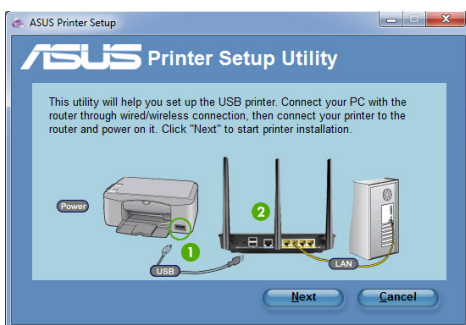 ASUS Printer Setup
ASUS Printer Setup Utility
This utility will help you set up the USB printer. Connect your PC with the
router through wired/wireless connection, then connect your printer to the
router and power on it. Click "Next" to start printer installation.
Power
1
2
USB
LAN
Next
Cancel